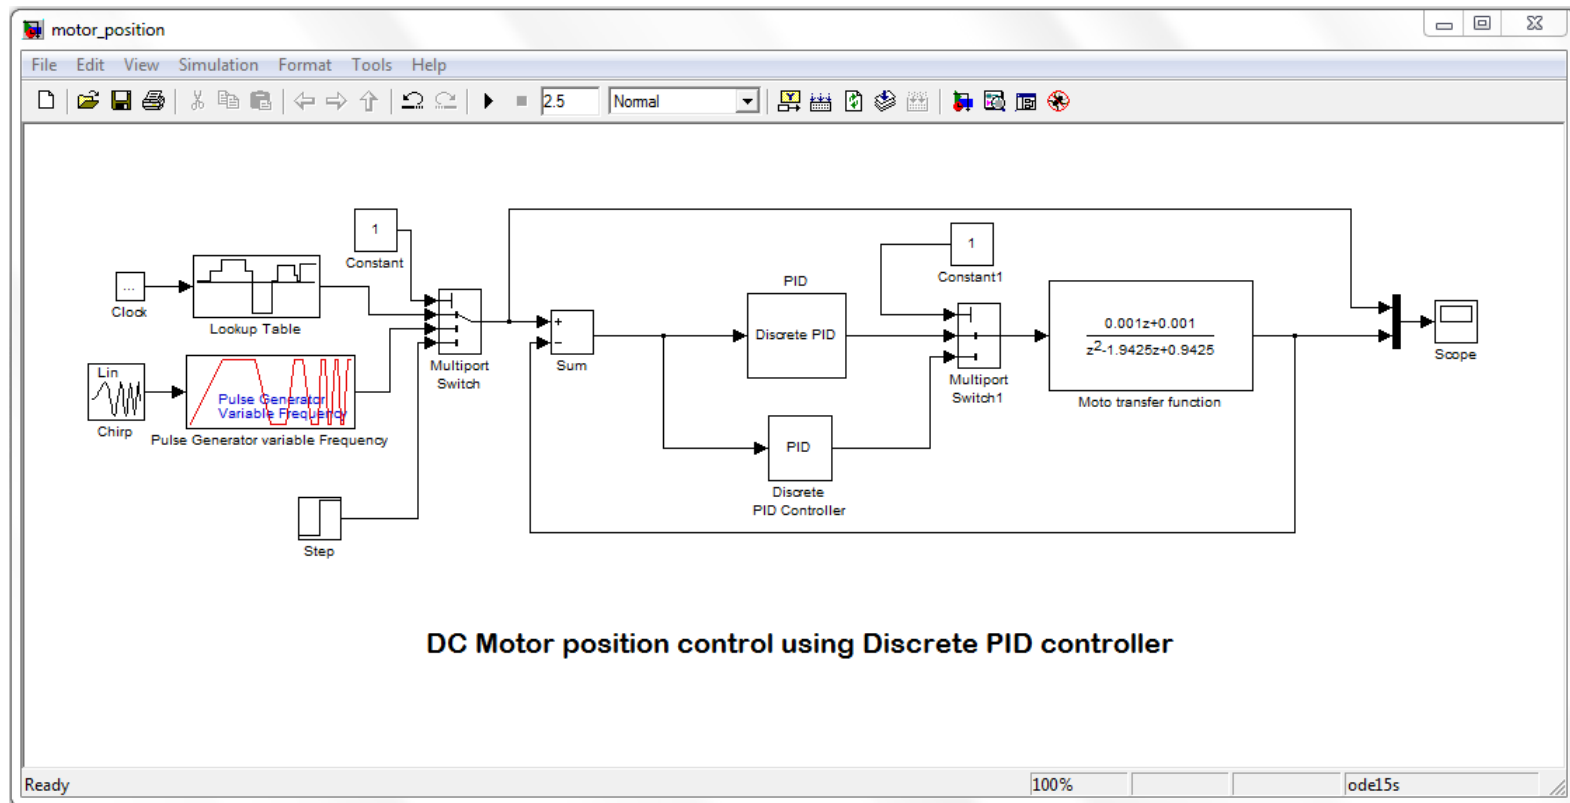 motor_position
File Edit View Simulation Format Tools Help
2.5 Normal
1
Constant
...
Clock
Lookup Table
Lin
Chirp
Pulse Generator
Variable Frequency
Pulse Generator variable Frequency
Step
Multiport
Switch
+
−
Sum
PID
Discrete PID
PID
Discrete
PID Controller
1
Constant1
Multiport
Switch1
0.001z+0.001
z2-1.9425z+0.9425
Moto transfer function
Scope
DC Motor position control using Discrete PID controller
Ready 100% ode15s